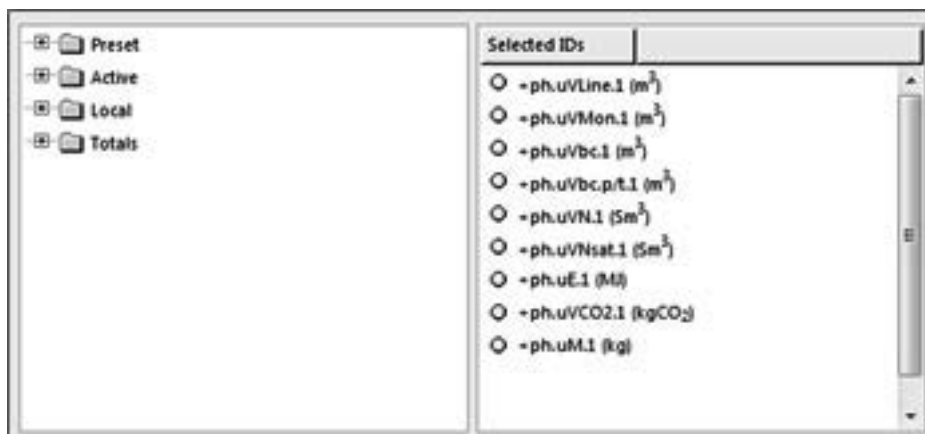 Preset
Active
Local
Totals
Selected IDs
+ph.uVLine.1 (m³)
+ph.uVMon.1 (m³)
+ph.uVbc.1 (m³)
+ph.uVbc.p/t.1 (m³)
+ph.uVN.1 (Sm³)
+ph.uVNsat.1 (Sm³)
+ph.uE.1 (MJ)
+ph.uVCO2.1 (kgCO₂)
+ph.uM.1 (kg)